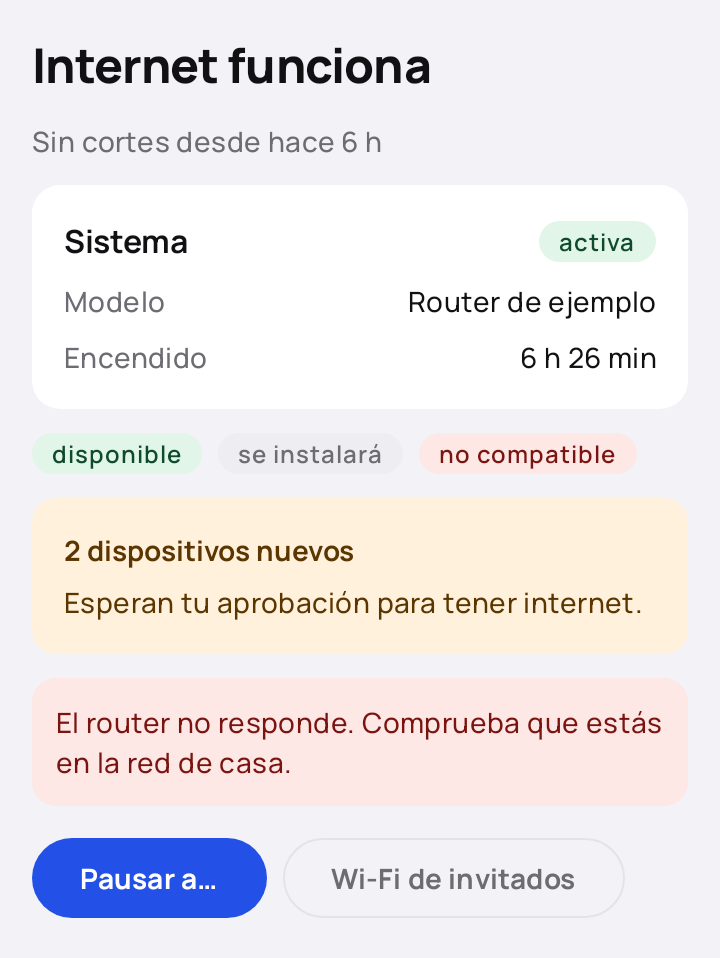 Internet funciona
Sin cortes desde hace 6 h
Sistema
activa
Modelo
Router de ejemplo
Encendido
6 h 26 min
disponible
se instalará
no compatible
2 dispositivos nuevos
Esperan tu aprobación para tener internet.
El router no responde. Comprueba que estás
en la red de casa.
Pausar a…
Wi-Fi de invitados